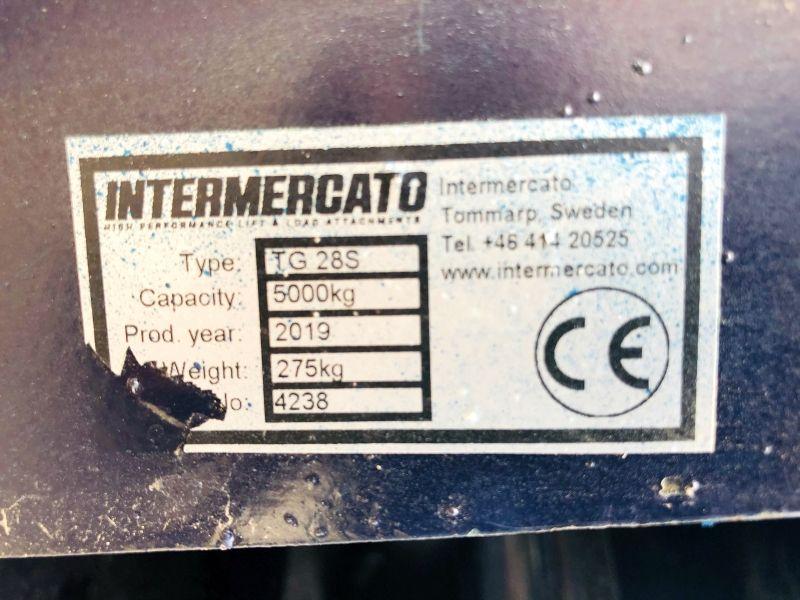 INTERMERCATO
HIGH PERFORMANCE LIFT & LOAD ATTACHMENTS
Intermercato
Tommarp, Sweden
Tel. +46 414 20525
www.intermercato.com
Type: TG 28S
Capacity: 5000kg
Prod. year: 2019
Weight: 275kg
No: 4238
CE